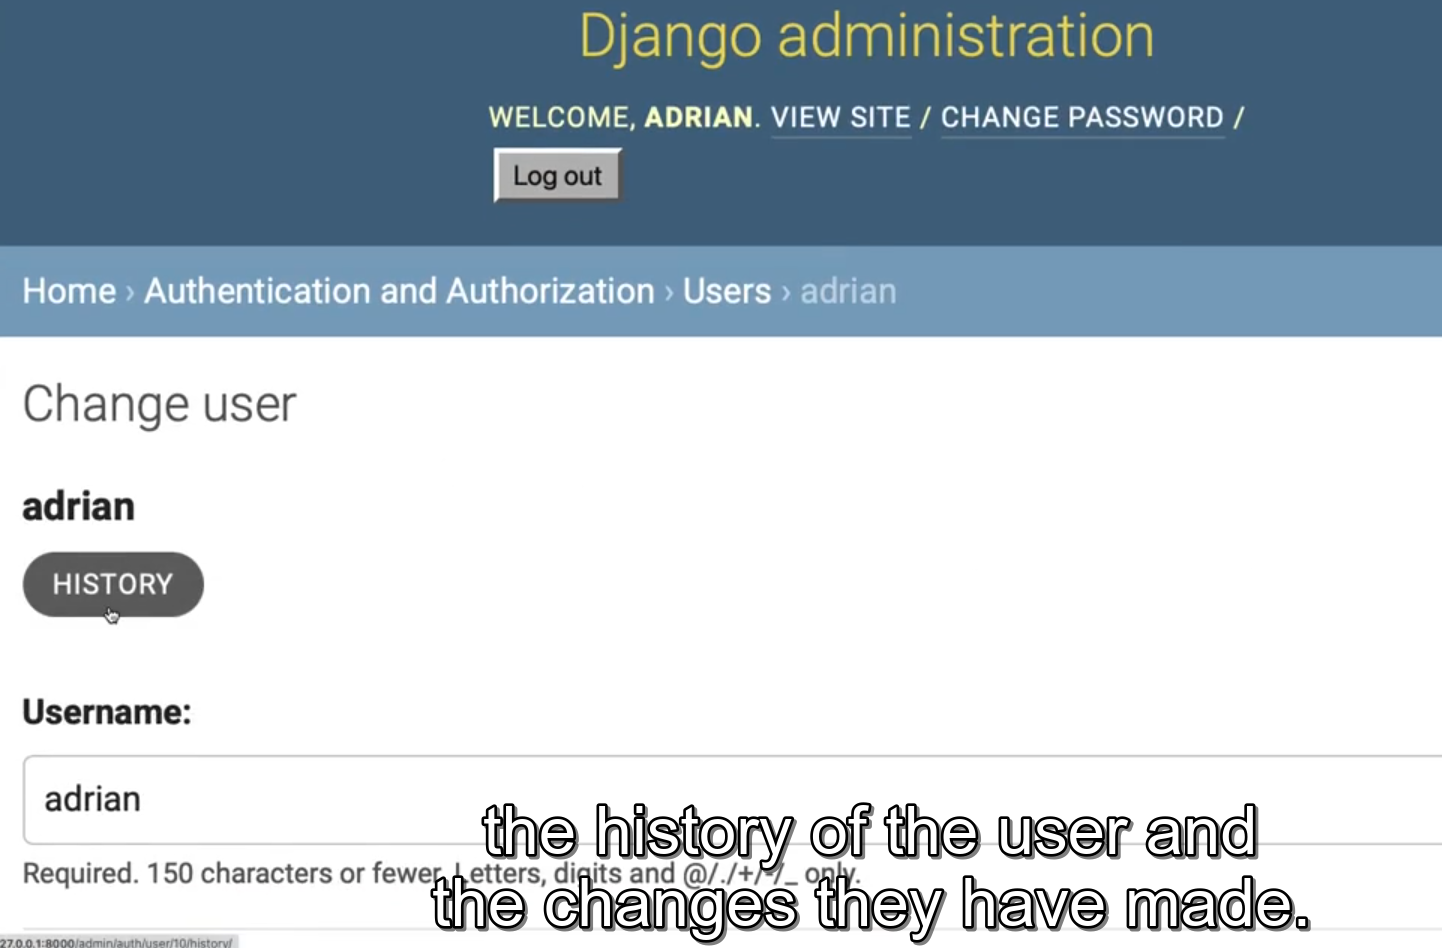 Django administration
WELCOME, ADRIAN. VIEW SITE / CHANGE PASSWORD /
Log out
Home › Authentication and Authorization › Users › adrian
Change user
adrian
HISTORY
Username:
adrian
Required. 150 characters or fewer. Letters, digits and @/./+/-/_ only.
the history of the user and
the changes they have made.
27.0.0.1:8000/admin/auth/user/10/history/